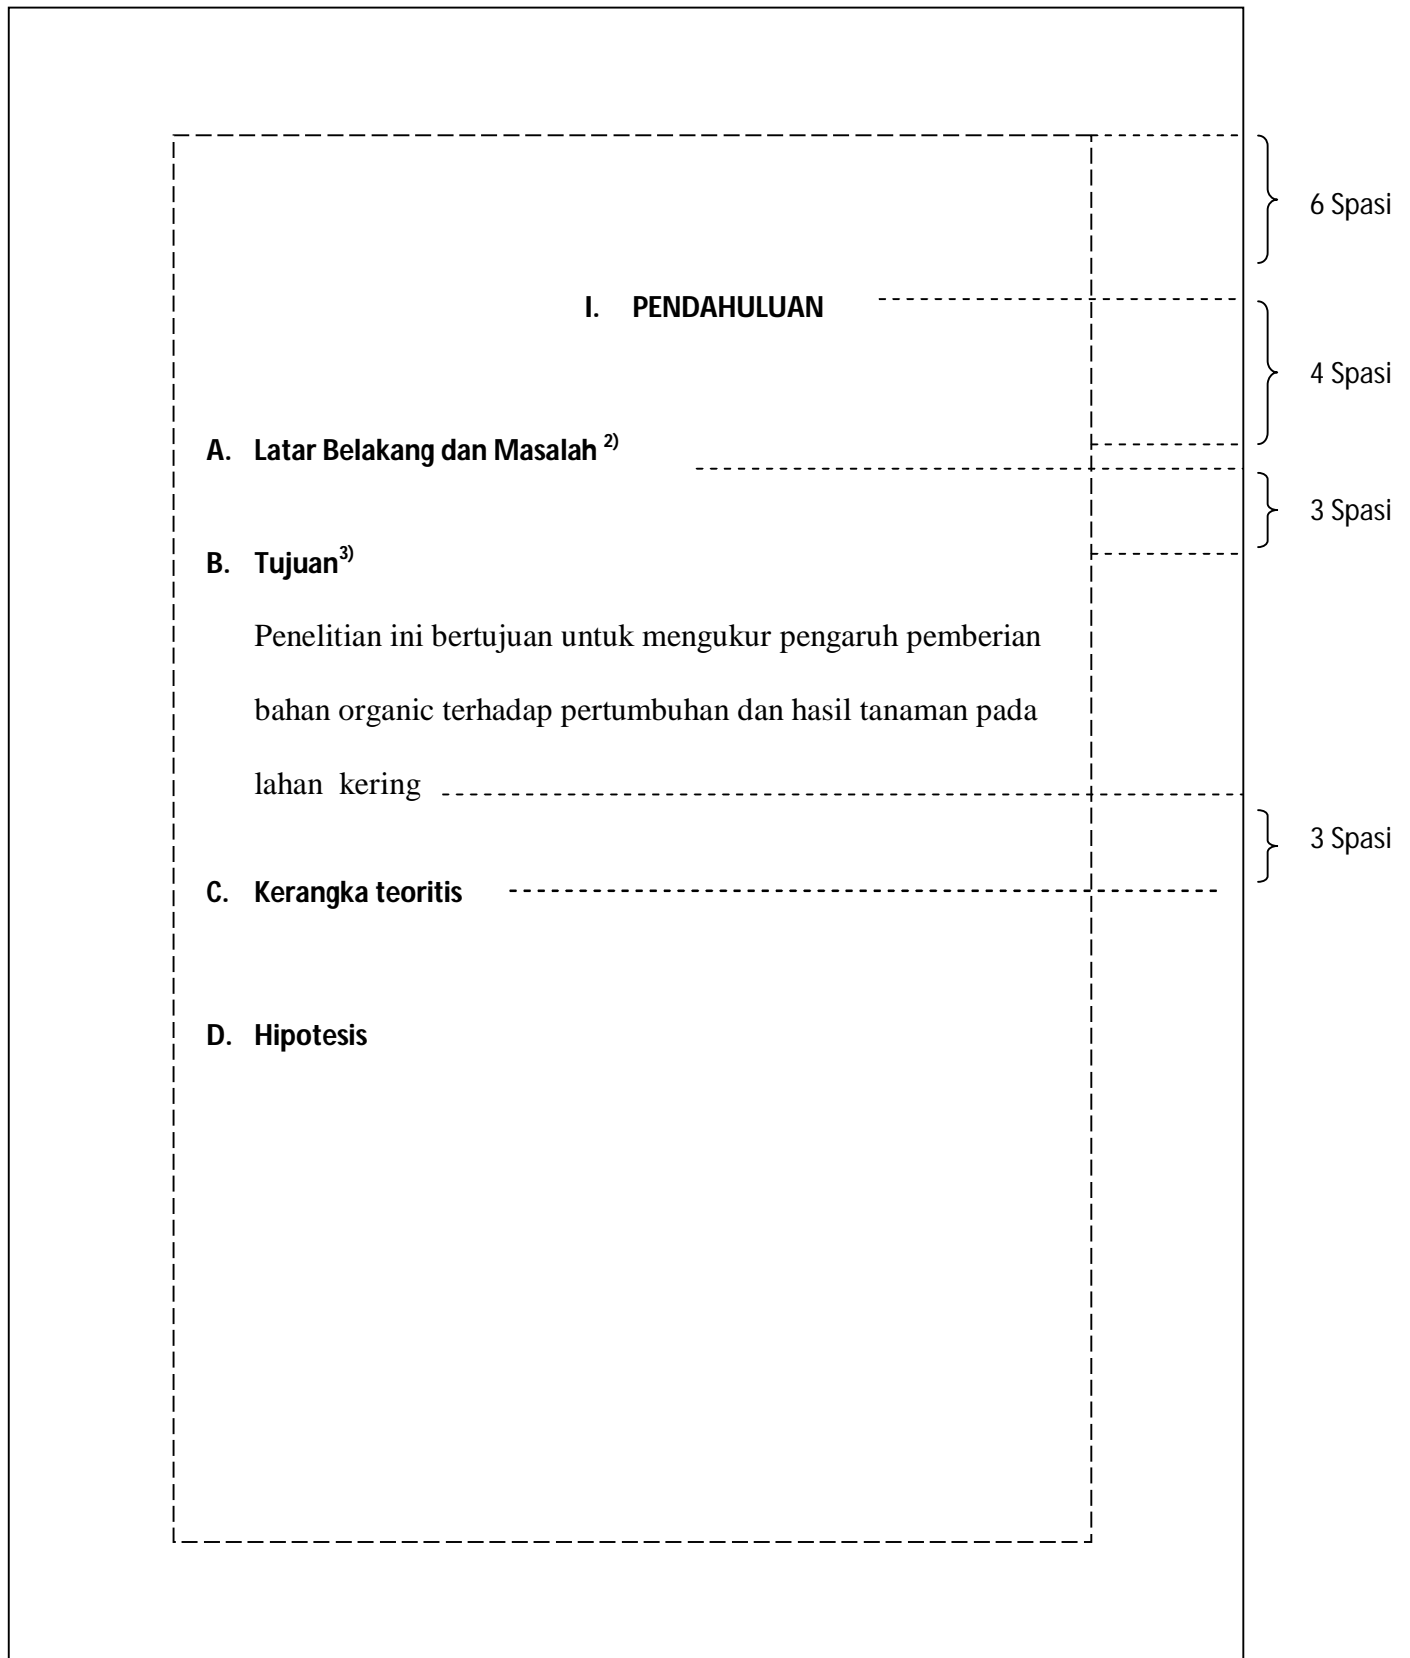 6 Spasi
I. PENDAHULUAN
4 Spasi
A. Latar Belakang dan Masalah 2)
3 Spasi
B. Tujuan3)
Penelitian ini bertujuan untuk mengukur pengaruh pemberian
bahan organic terhadap pertumbuhan dan hasil tanaman pada
lahan kering
3 Spasi
C. Kerangka teoritis
D. Hipotesis